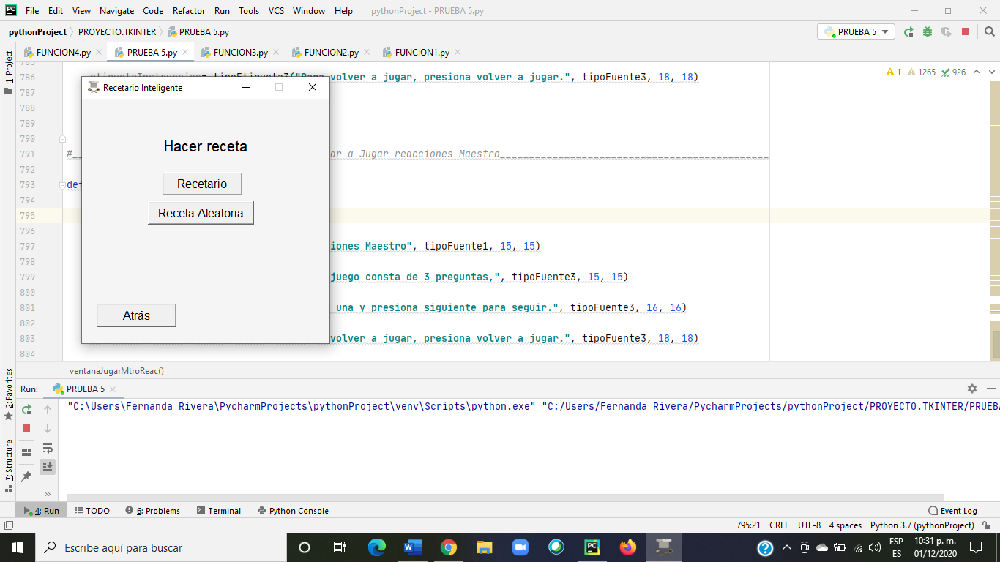 File Edit View Navigate Code Refactor Run Tools VCS Window Help pythonProject - PRUEBA 5.py
pythonProject PROYECTO.TKINTER PRUEBA 5.py PRUEBA 5
FUNCION4.py PRUEBA 5.py FUNCION3.py FUNCION2.py FUNCION1.py
1: Project
785
786 volver a jugar, presiona volver a jugar.", tipoFuente3, 18, 18)
1 1265 926
Recetario Inteligente
787
788
789
790
Hacer receta
791 #__ar a Jugar reacciones Maestro__
792
793 def
Recetario
794
795
Receta Aleatoria
796
797 iones Maestro", tipoFuente1, 15, 15)
798
799 juego consta de 3 preguntas,", tipoFuente3, 15, 15)
800
801 una y presiona siguiente para seguir.", tipoFuente3, 16, 16)
Atrás
802
803 volver a jugar, presiona volver a jugar.", tipoFuente3, 18, 18)
804
ventanaJugarMtroReac()
2: Favorites
7: Structure
Run: PRUEBA 5
"C:\Users\Fernanda Rivera\PycharmProjects\pythonProject\venv\Scripts\python.exe" "C:/Users/Fernanda Rivera/PycharmProjects/pythonProject/PROYECTO.TKINTER/PRUEBA
4: Run TODO 6: Problems Terminal Python Console Event Log
795:21 CRLF UTF-8 4 spaces Python 3.7 (pythonProject)
Escribe aquí para buscar
ESP
ES
10:31 p. m.
01/12/2020